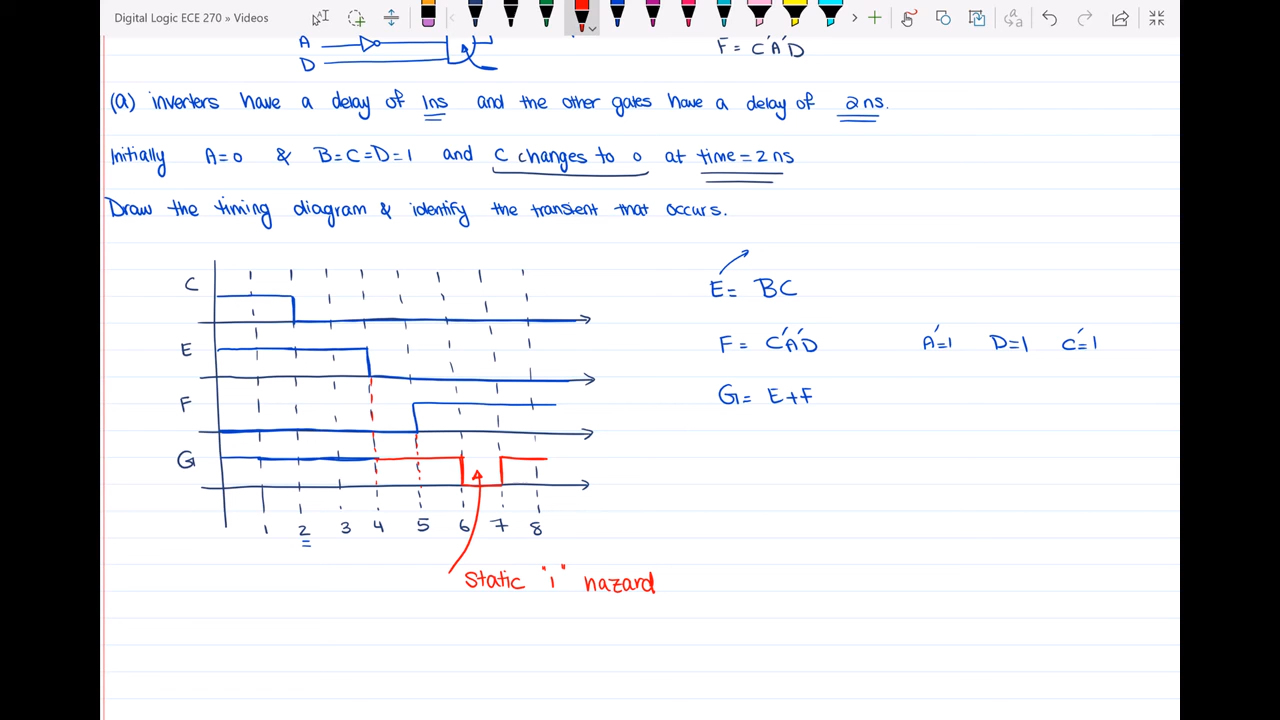 Digital Logic ECE 270 » Videos
A
D
F = C'A'D
(a) inverters have a delay of 1ns and the other gates have a delay of 2ns.
Initially A=0 & B=C=D=1 and C changes to 0 at time=2ns
Draw the timing diagram & identify the transient that occurs.
C
E = BC
E
F = C'A'D A'=1 D=1 C'=1
F
G = E+F
G
1 2 3 4 5 6 7 8
Static "1" hazard